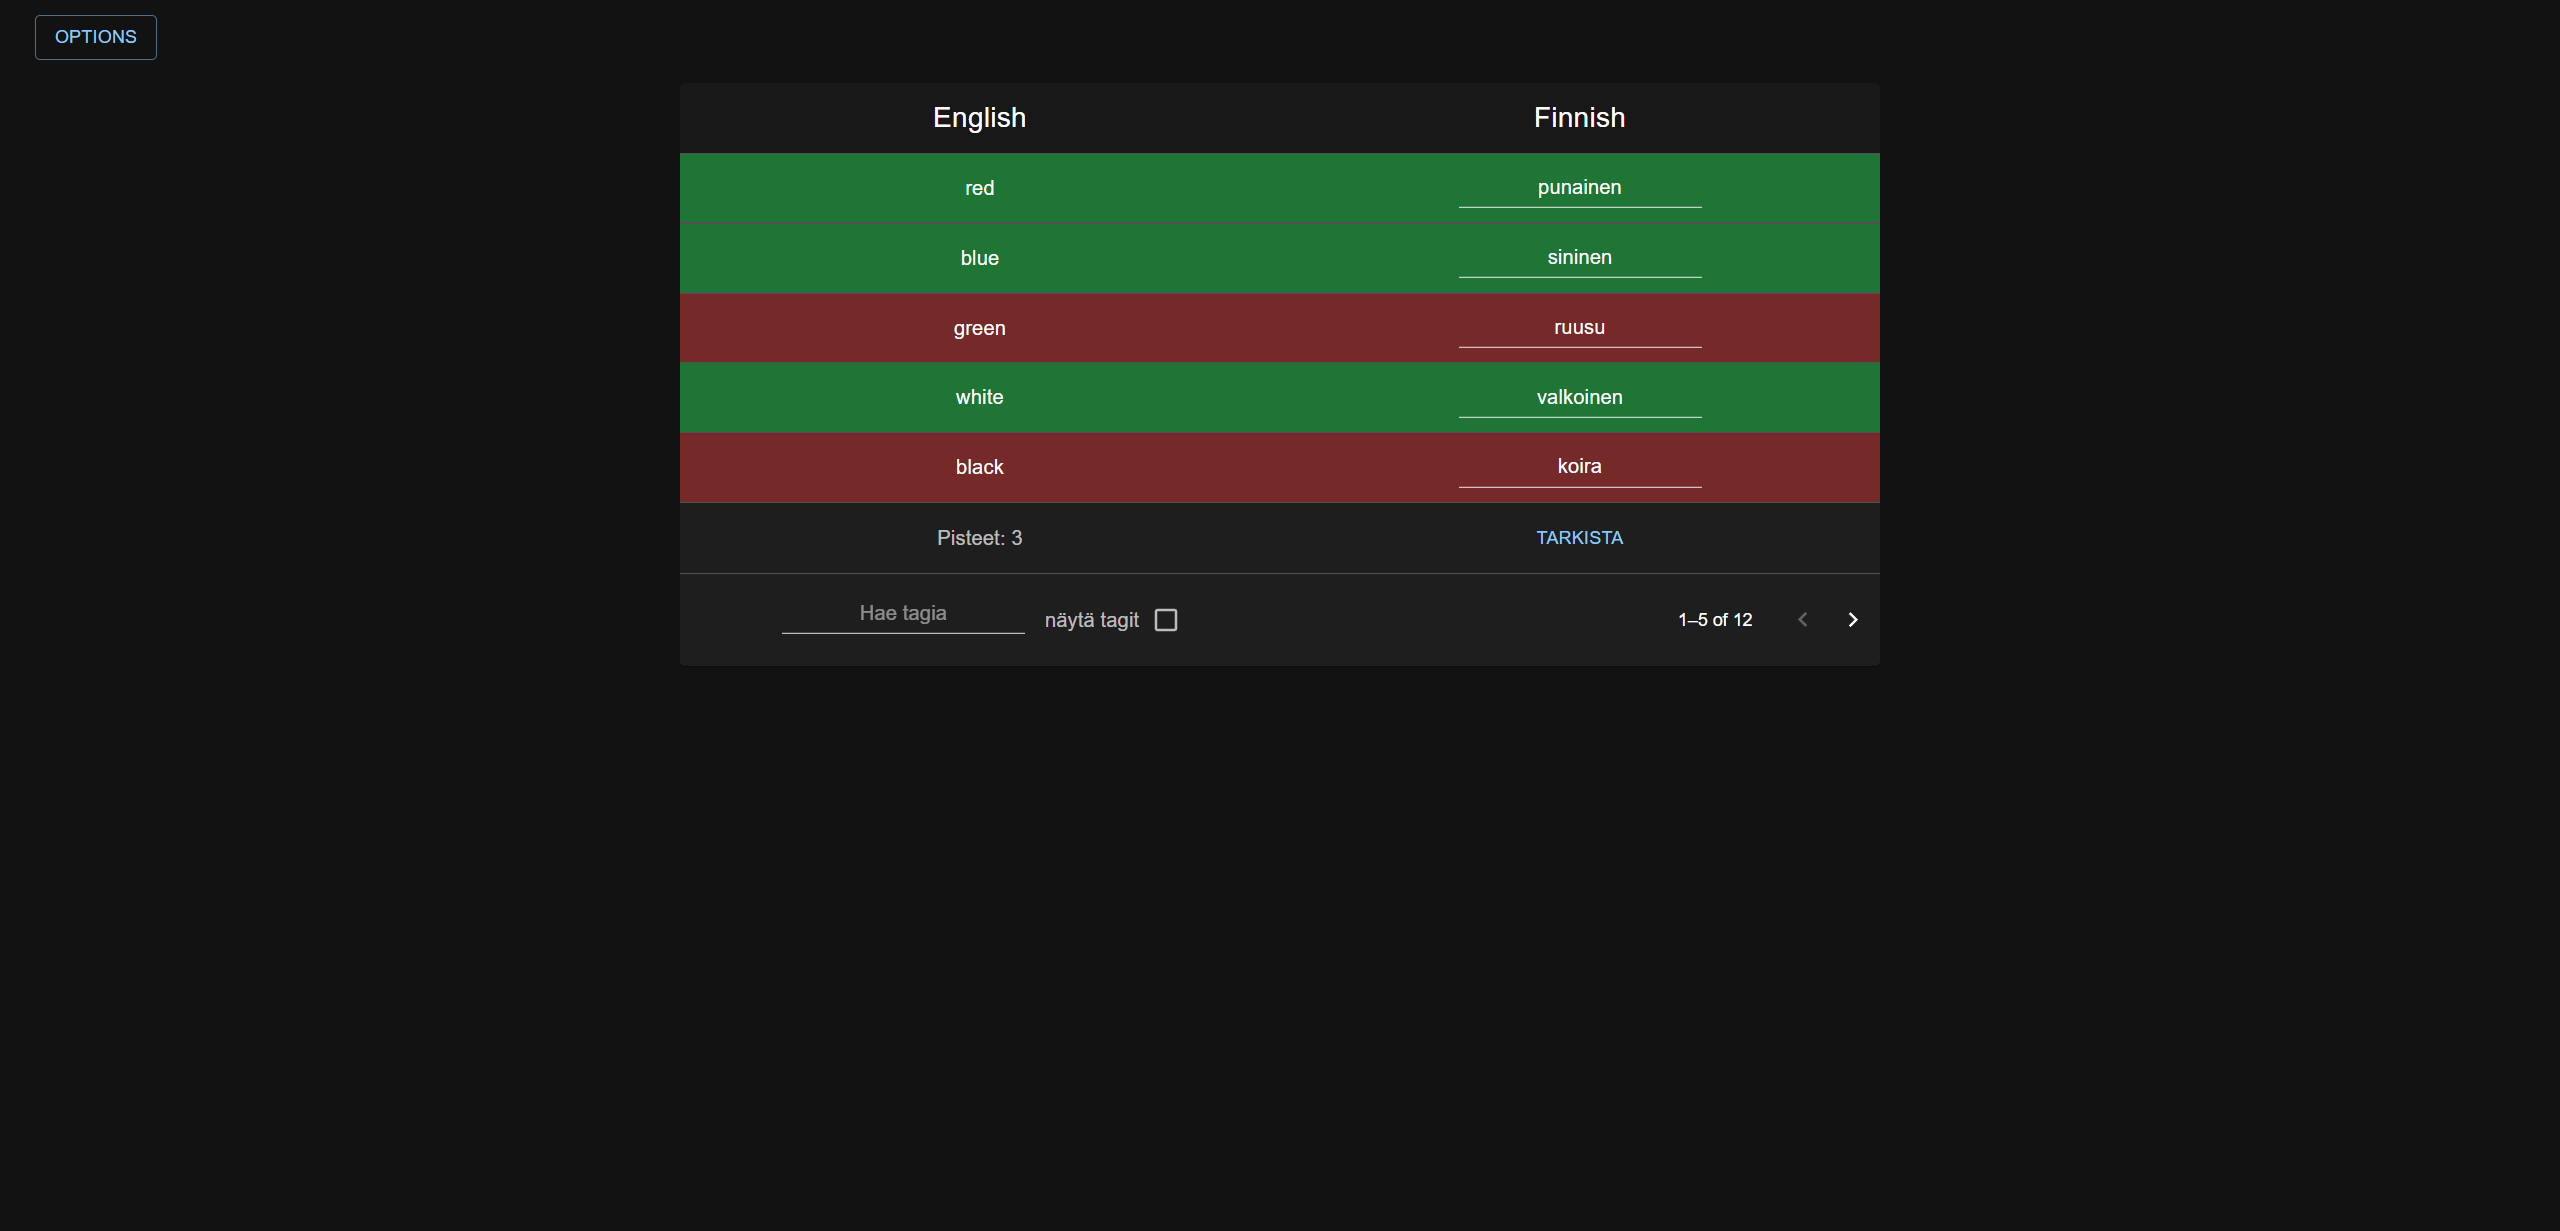 OPTIONS
English Finnish
red punainen
blue sininen
green ruusu
white valkoinen
black koira
Pisteet: 3 TARKISTA
Hae tagia näytä tagit 1–5 of 12